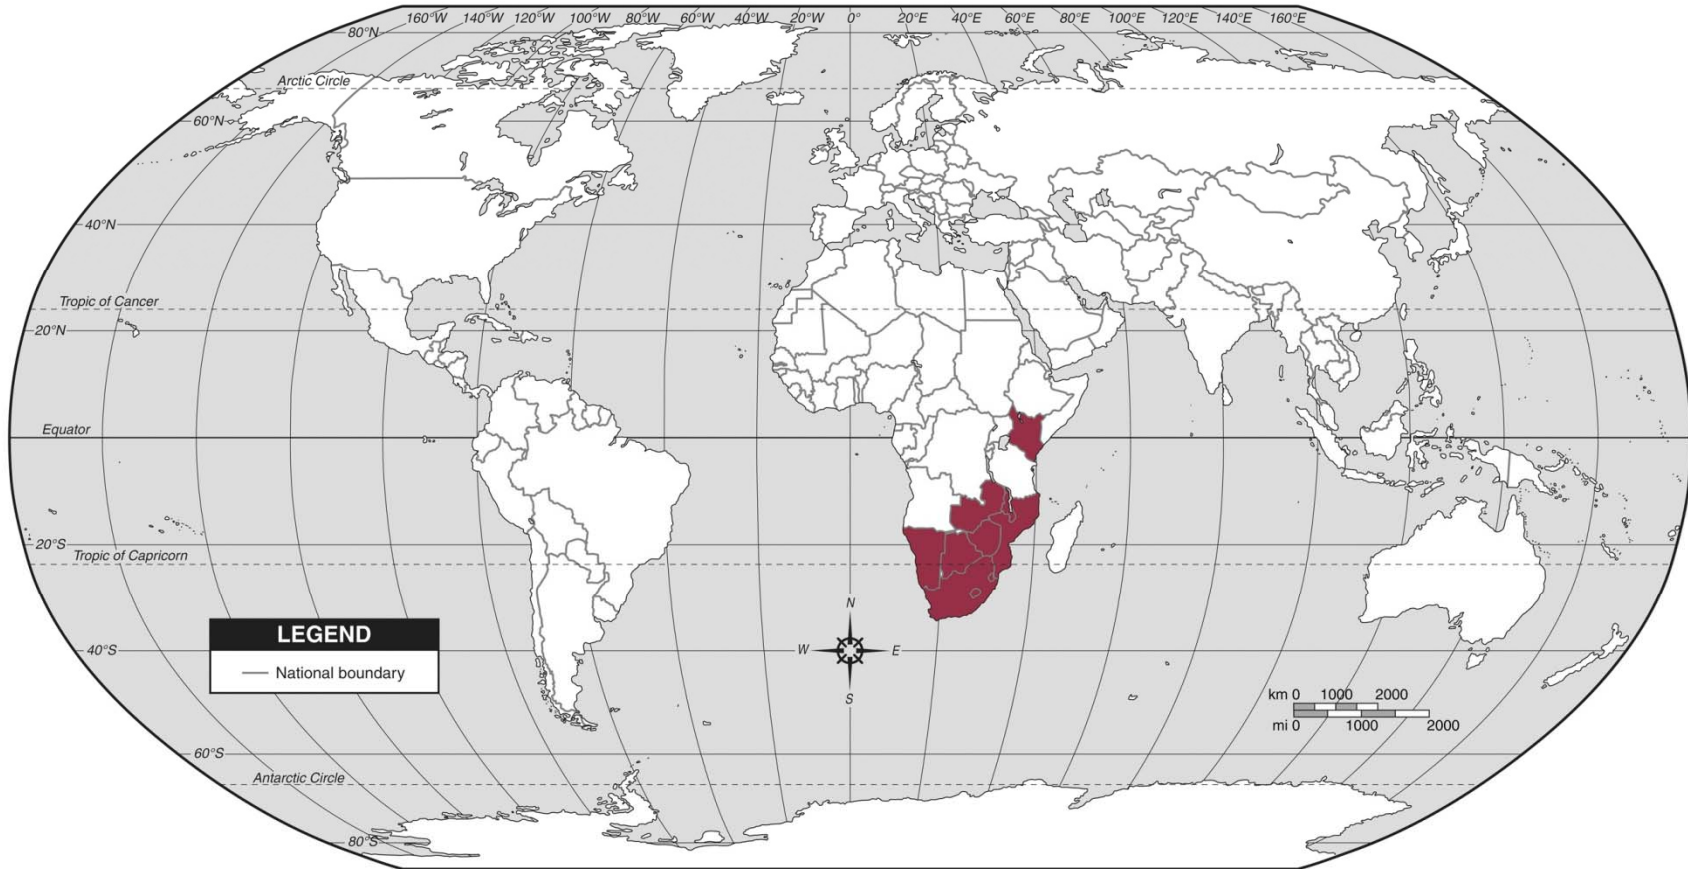 160°W 140°W 120°W 100°W 80°W 60°W 40°W 20°W 0° 20°E 40°E 60°E 80°E 100°E 120°E 140°E 160°E
80°N
Arctic Circle
60°N
40°N
Tropic of Cancer
20°N
Equator
20°S
Tropic of Capricorn
LEGEND
National boundary
N
W E
S
40°S
km 0 1000 2000
mi 0 1000 2000
60°S
Antarctic Circle
80°S